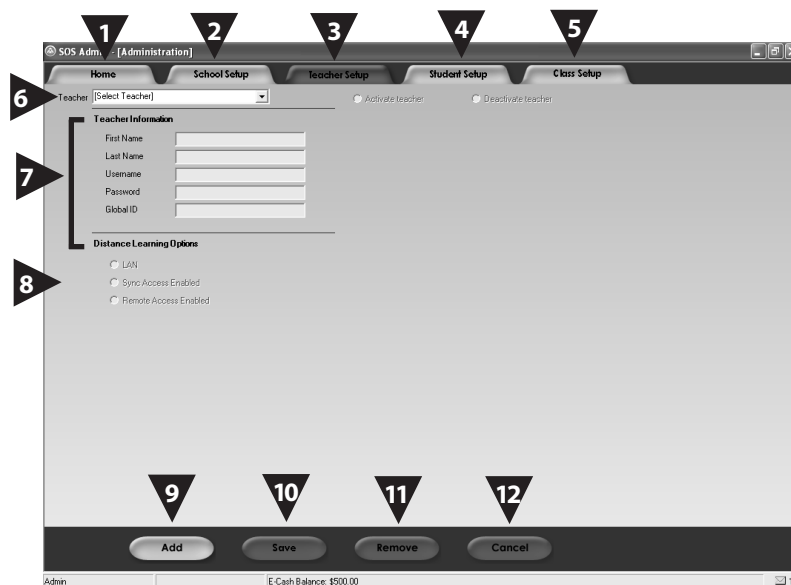 1
2
3
4
5
SOS Admin - [Administration]
Home
School Setup
Teacher Setup
Student Setup
Class Setup
6
Teacher
[Select Teacher]
Activate teacher
Deactivate teacher
7
Teacher Information
First Name
Last Name
Username
Password
Global ID
Distance Learning Options
8
LAN
Sync Access Enabled
Remote Access Enabled
9
10
11
12
Add
Save
Remove
Cancel
Admin
E-Cash Balance: $500.00